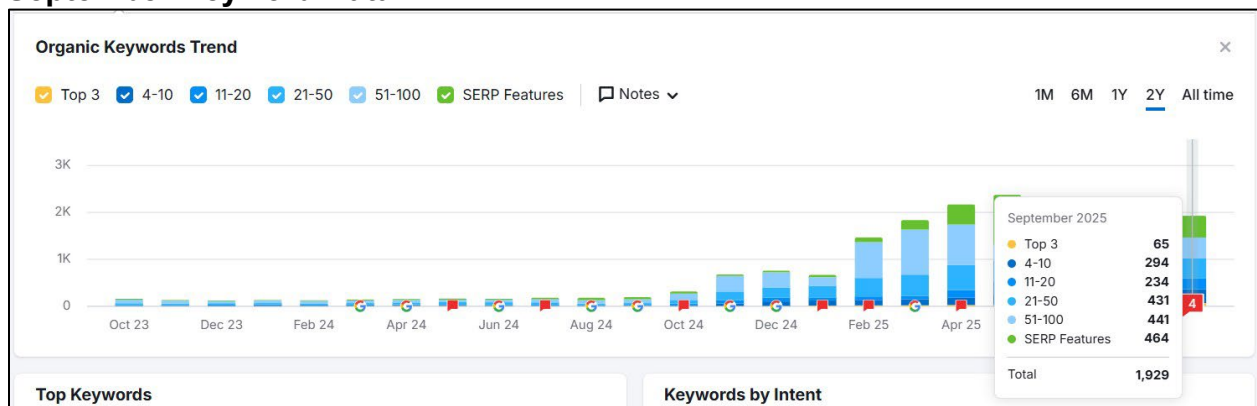 Organic Keywords Trend
Top 3 4-10 11-20 21-50 51-100 SERP Features Notes 1M 6M 1Y 2Y All time
3K
2K
1K
0
Oct 23 Dec 23 Feb 24 Apr 24 Jun 24 Aug 24 Oct 24 Dec 24 Feb 25 Apr 25
September 2025
Top 3 65
4-10 294
11-20 234
21-50 431
51-100 441
SERP Features 464
Total 1,929
4
Top Keywords Keywords by Intent